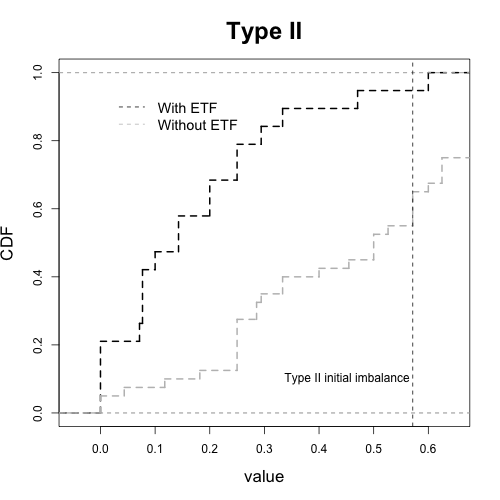 Type II
With ETF
Without ETF
Type II initial imbalance
CDF
0.0
0.2
0.4
0.6
0.8
1.0
0.0 0.1 0.2 0.3 0.4 0.5 0.6
value